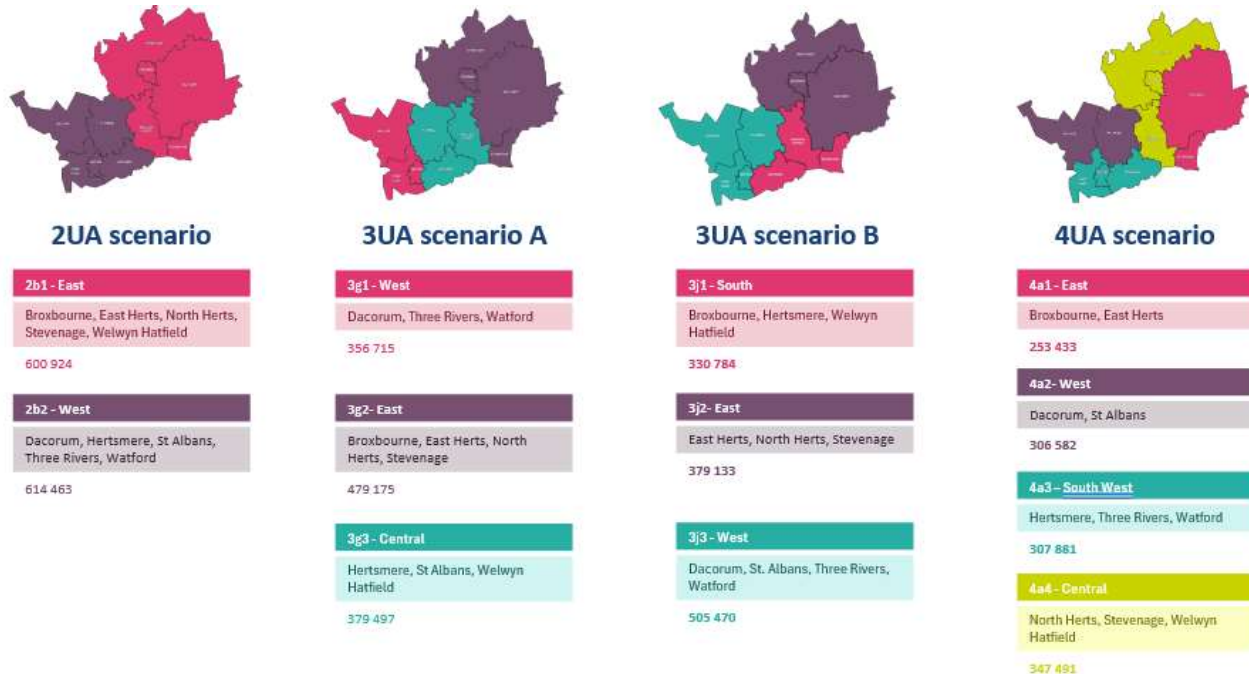 2UA scenario
2b1 - East
Broxbourne, East Herts, North Herts,
Stevenage, Welwyn Hatfield
600 924
2b2 - West
Dacorum, Hertsmere, St Albans,
Three Rivers, Watford
614 463
3UA scenario A
3g1 - West
Dacorum, Three Rivers, Watford
356 715
3g2- East
Broxbourne, East Herts, North
Herts, Stevenage
479 175
3g3 - Central
Hertsmere, St Albans, Welwyn
Hatfield
379 497
3UA scenario B
3j1 - South
Broxbourne, Hertsmere, Welwyn
Hatfield
330 784
3j2- East
East Herts, North Herts, Stevenage
379 133
3j3 - West
Dacorum, St. Albans, Three Rivers,
Watford
505 470
4UA scenario
4a1 - East
Broxbourne, East Herts
253 433
4a2- West
Dacorum, St Albans
306 582
4a3 – South West
Hertsmere, Three Rivers, Watford
307 881
4a4 - Central
North Herts, Stevenage, Welwyn
Hatfield
347 491